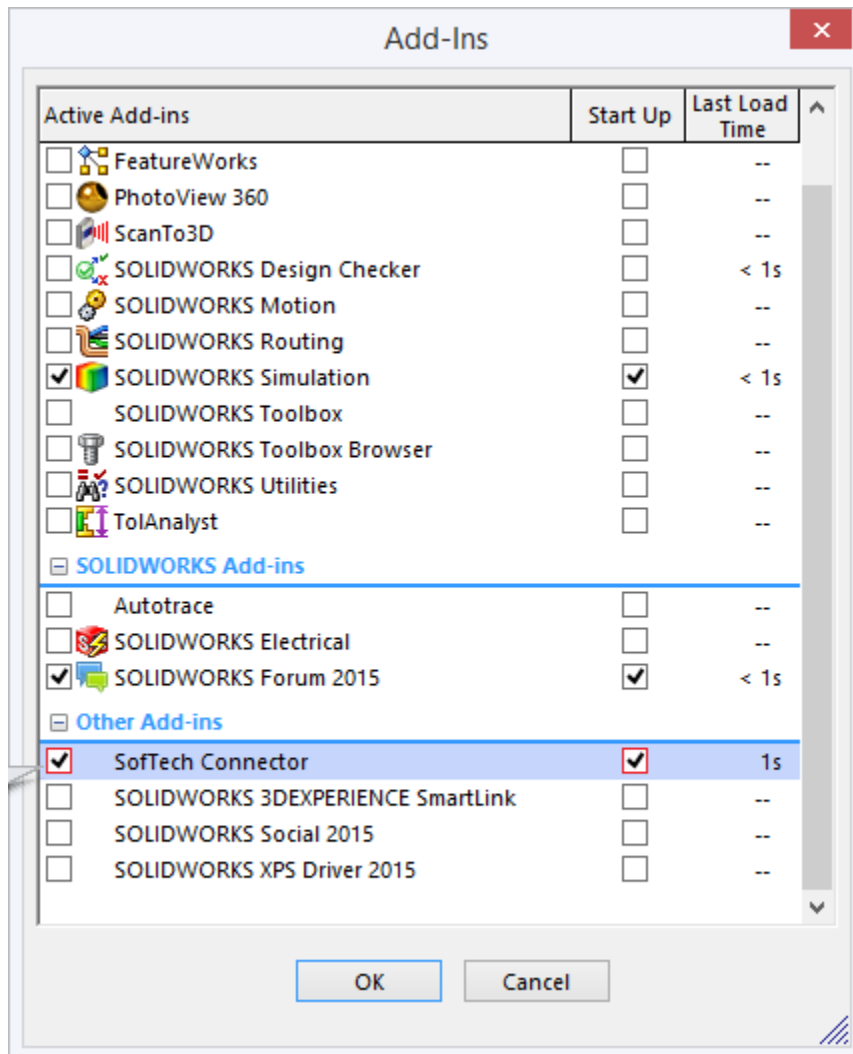 Add-Ins
Active Add-ins Start Up Last Load Time
FeatureWorks --
PhotoView 360 --
ScanTo3D --
SOLIDWORKS Design Checker < 1s
SOLIDWORKS Motion --
SOLIDWORKS Routing --
SOLIDWORKS Simulation < 1s
SOLIDWORKS Toolbox --
SOLIDWORKS Toolbox Browser --
SOLIDWORKS Utilities --
TolAnalyst --
SOLIDWORKS Add-ins
Autotrace --
SOLIDWORKS Electrical --
SOLIDWORKS Forum 2015 < 1s
Other Add-ins
SofTech Connector 1s
SOLIDWORKS 3DEXPERIENCE SmartLink --
SOLIDWORKS Social 2015 --
SOLIDWORKS XPS Driver 2015 --
OK Cancel